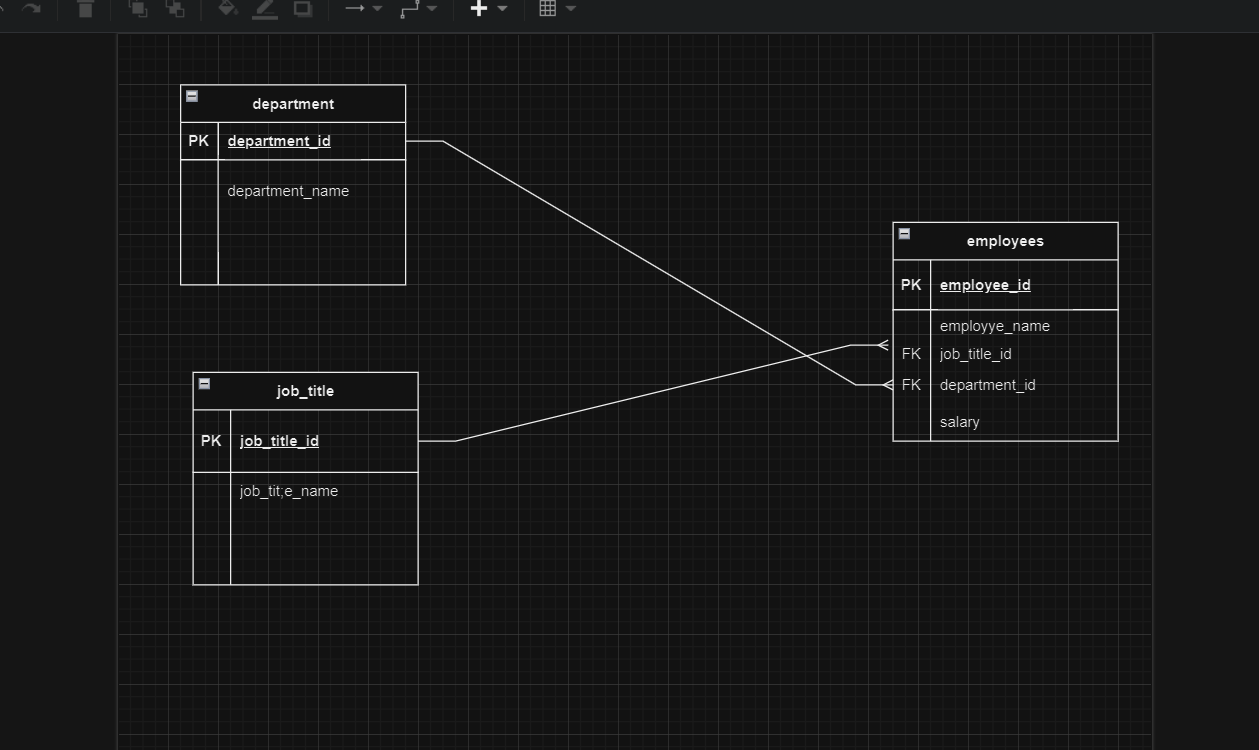 department
PK department_id
department_name
employees
PK employee_id
employye_name
FK job_title_id
FK department_id
salary
job_title
PK job_title_id
job_tit;e_name